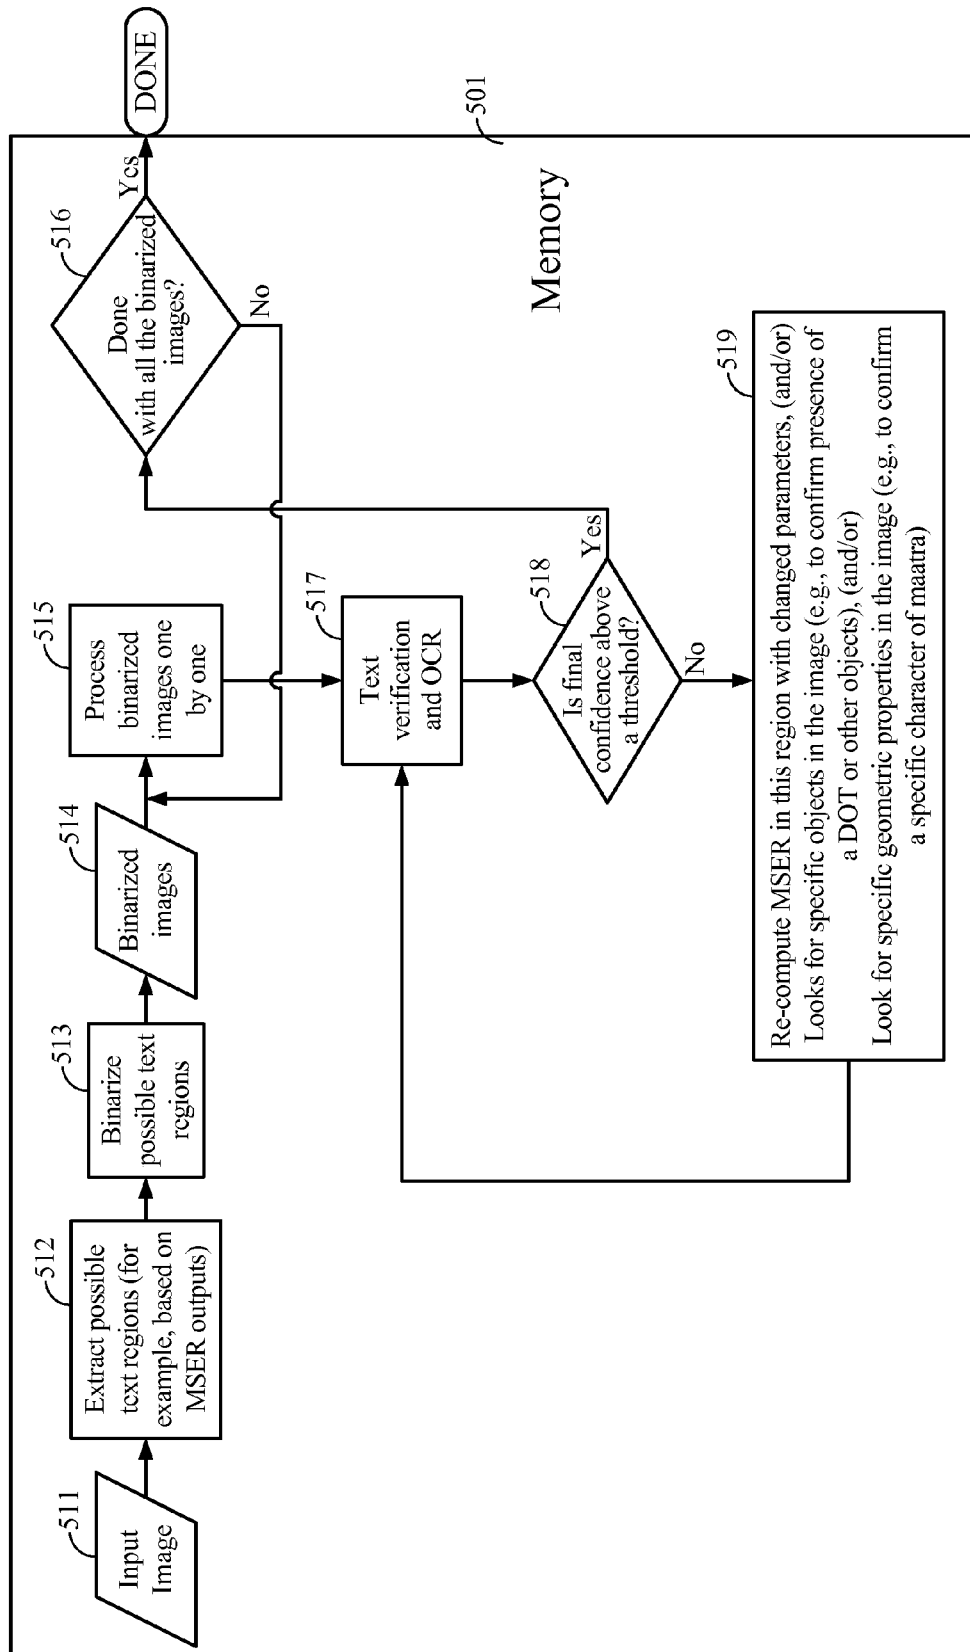 511
Input
Image
512
Extract possible
text regions (for
example, based on
MSER outputs)
513
Binarize
possible text
regions
514
Binarized
images
515
Process
binarized
images one
by one
516
Done
with all the binarized
images?
Yes
DONE
No
517
Text
verification
and OCR
518
Is final
confidence above
a threshold?
Yes
No
519
Re-compute MSER in this region with changed parameters, (and/or)
Looks for specific objects in the image (e.g., to confirm presence of
a DOT or other objects), (and/or)
Look for specific geometric properties in the image (e.g., to confirm
a specific character of maatra)
Memory
501